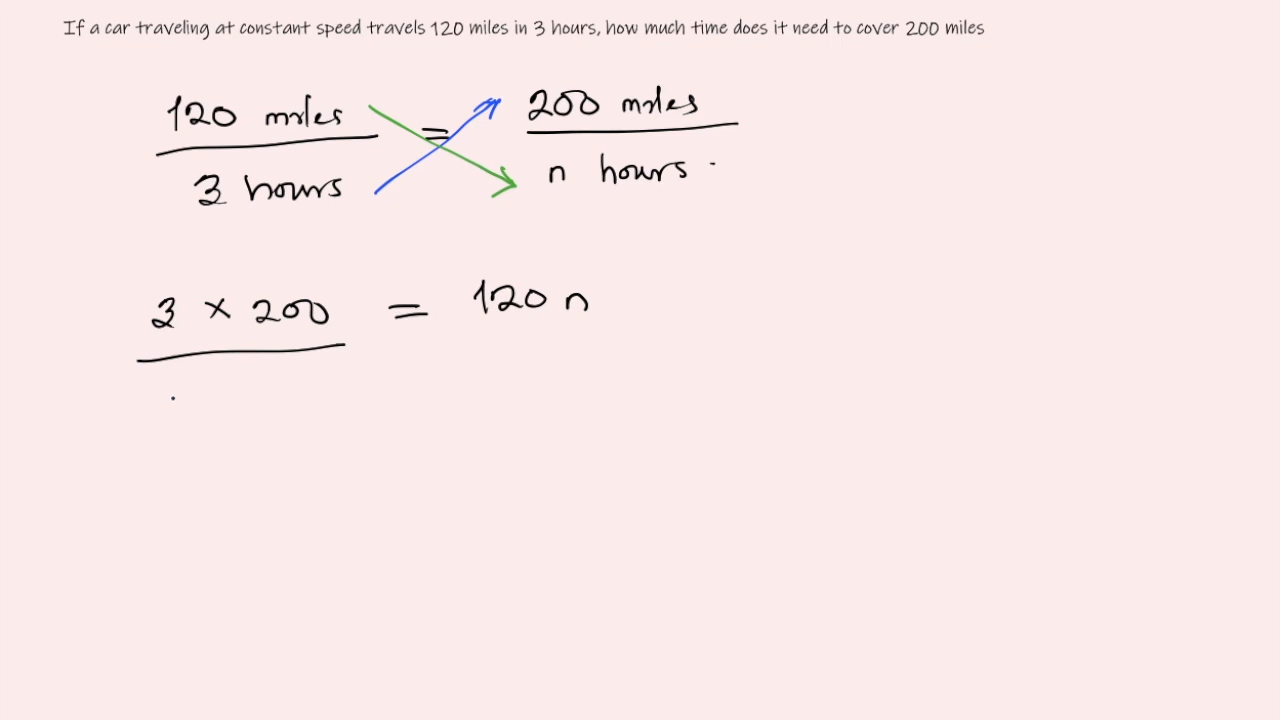 If a car traveling at constant speed travels 120 miles in 3 hours, how much time does it need to cover 200 miles
120 miles = 200 miles
3 hours n hours
3 × 200 = 120 n